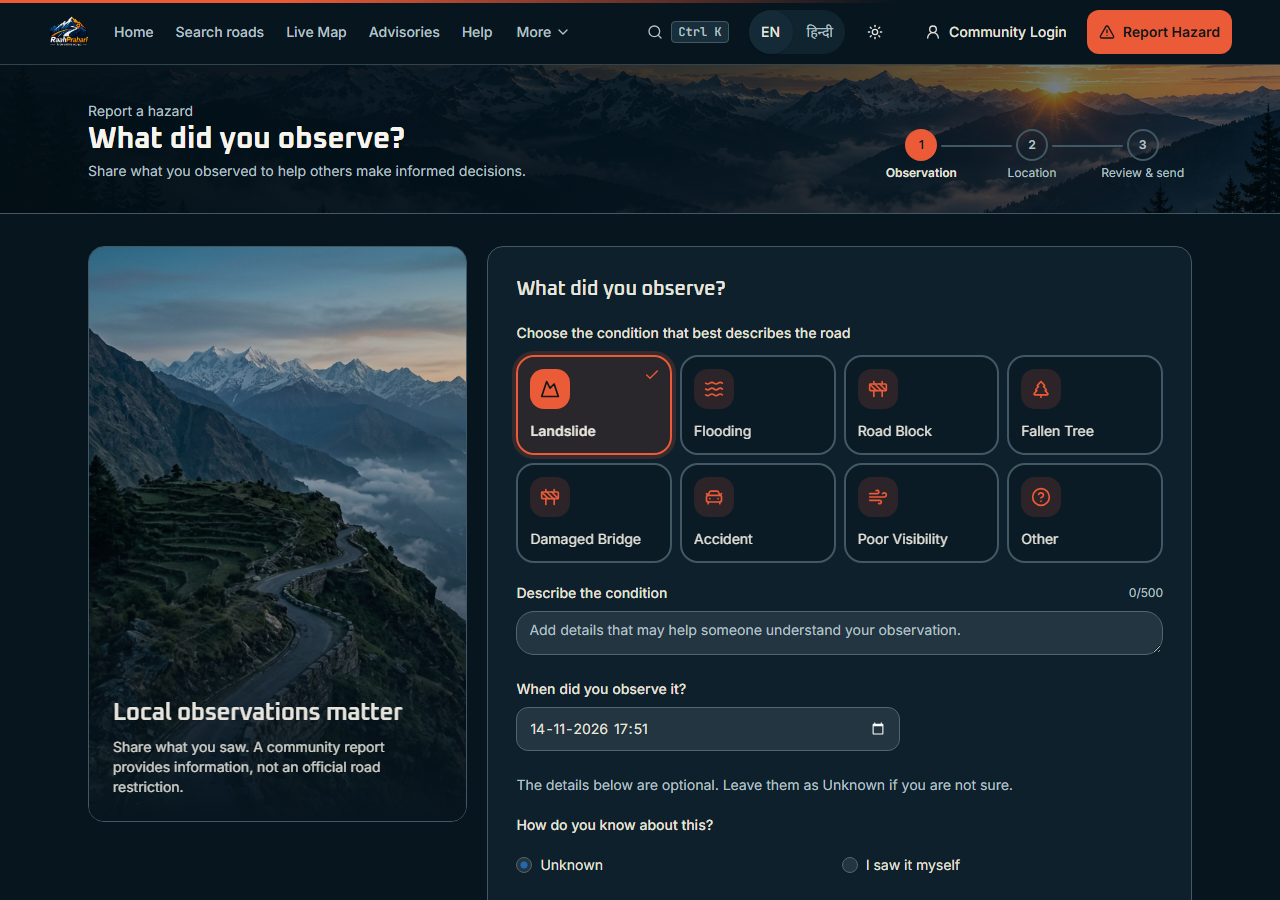 RaahPrahari
Home
Search roads
Live Map
Advisories
Help
More
Ctrl K
EN
हिन्दी
Community Login
Report Hazard
Report a hazard
What did you observe?
Share what you observed to help others make informed decisions.
1
Observation
2
Location
3
Review & send
Local observations matter
Share what you saw. A community report
provides information, not an official road
restriction.
What did you observe?
Choose the condition that best describes the road
Landslide
Flooding
Road Block
Fallen Tree
Damaged Bridge
Accident
Poor Visibility
Other
Describe the condition
0/500
Add details that may help someone understand your observation.
When did you observe it?
14-11-2026 17:51
The details below are optional. Leave them as Unknown if you are not sure.
How do you know about this?
Unknown
I saw it myself